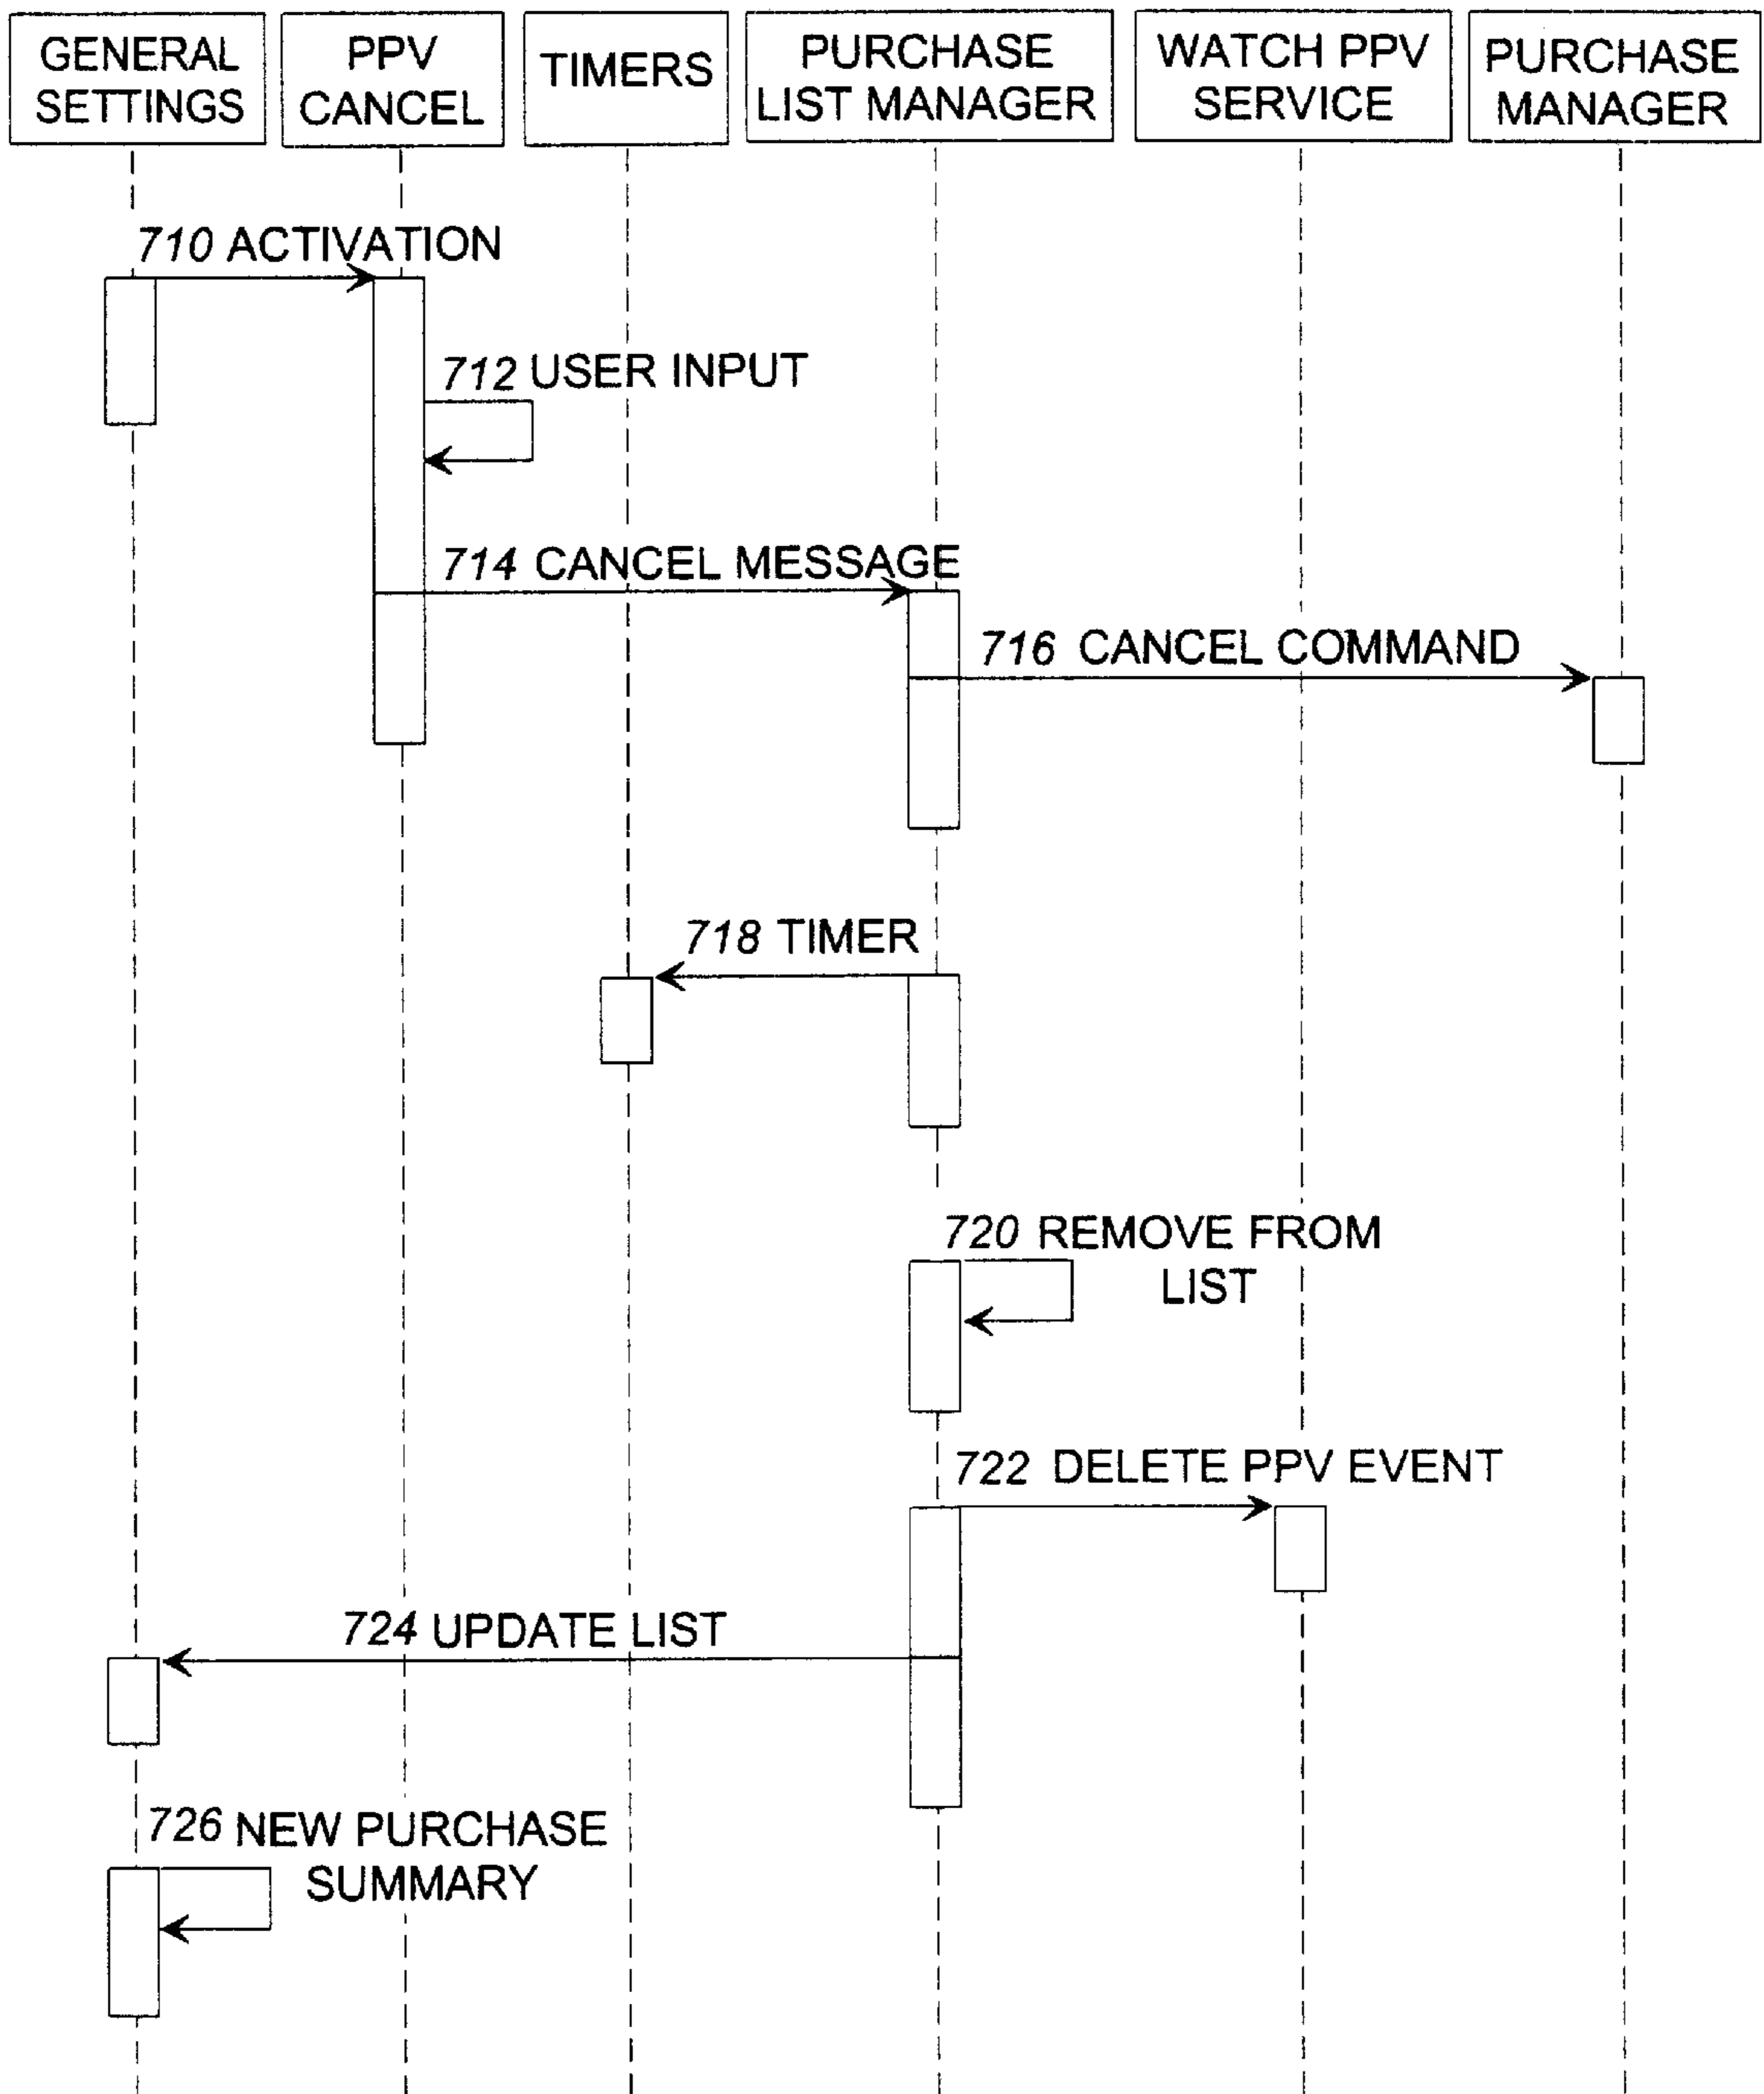 GENERAL
SETTINGS
PPV
CANCEL
TIMERS
PURCHASE
LIST MANAGER
WATCH PPV
SERVICE
PURCHASE
MANAGER
710 ACTIVATION
712 USER INPUT
714 CANCEL MESSAGE
716 CANCEL COMMAND
718 TIMER
720 REMOVE FROM
LIST
722 DELETE PPV EVENT
724 UPDATE LIST
726 NEW PURCHASE
SUMMARY